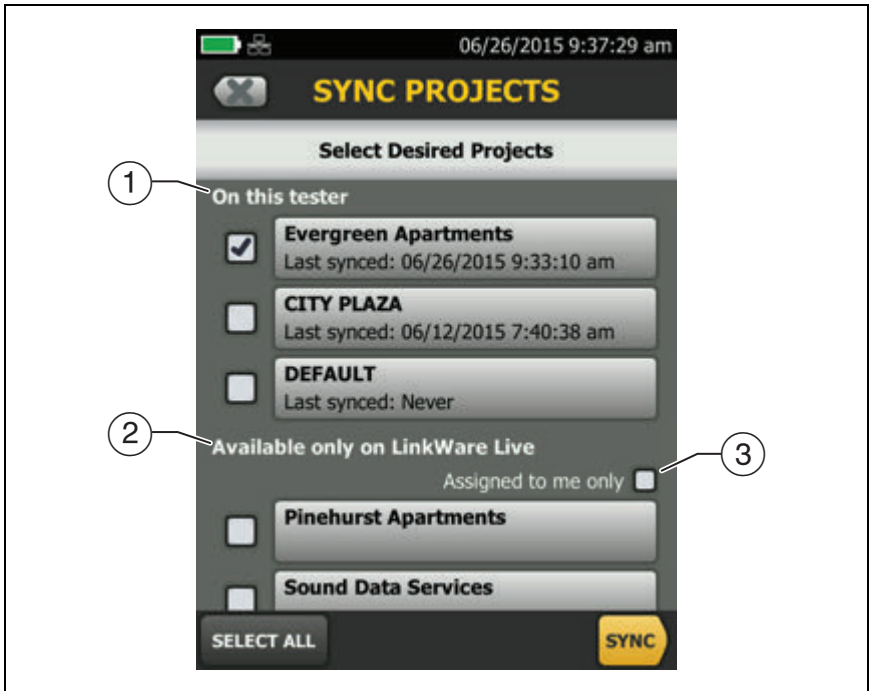 06/26/2015 9:37:29 am
SYNC PROJECTS
Select Desired Projects
1
On this tester
Evergreen Apartments
Last synced: 06/26/2015 9:33:10 am
CITY PLAZA
Last synced: 06/12/2015 7:40:38 am
DEFAULT
Last synced: Never
2
Available only on LinkWare Live
3
Assigned to me only
Pinehurst Apartments
Sound Data Services
SELECT ALL
SYNC